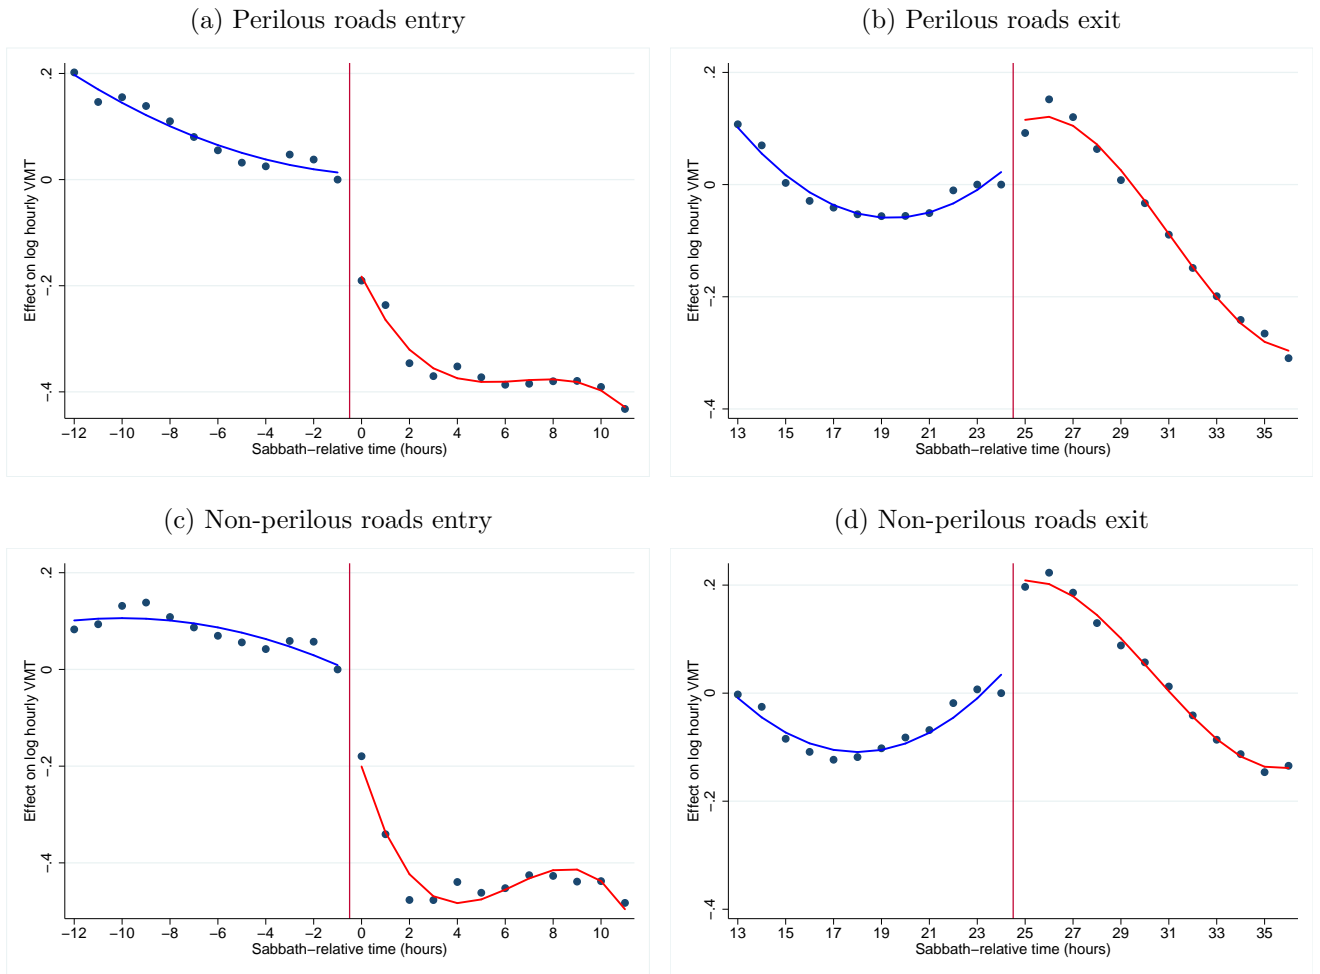 (a) Perilous roads entry
Effect on log hourly VMT
.2
0
−.2
−.4
−12 −10 −8 −6 −4 −2 0 2 4 6 8 10
Sabbath−relative time (hours)
(b) Perilous roads exit
Effect on log hourly VMT
.2
0
−.2
−.4
13 15 17 19 21 23 25 27 29 31 33 35
Sabbath−relative time (hours)
(c) Non-perilous roads entry
Effect on log hourly VMT
.2
0
−.2
−.4
−12 −10 −8 −6 −4 −2 0 2 4 6 8 10
Sabbath−relative time (hours)
(d) Non-perilous roads exit
Effect on log hourly VMT
.2
0
−.2
−.4
13 15 17 19 21 23 25 27 29 31 33 35
Sabbath−relative time (hours)